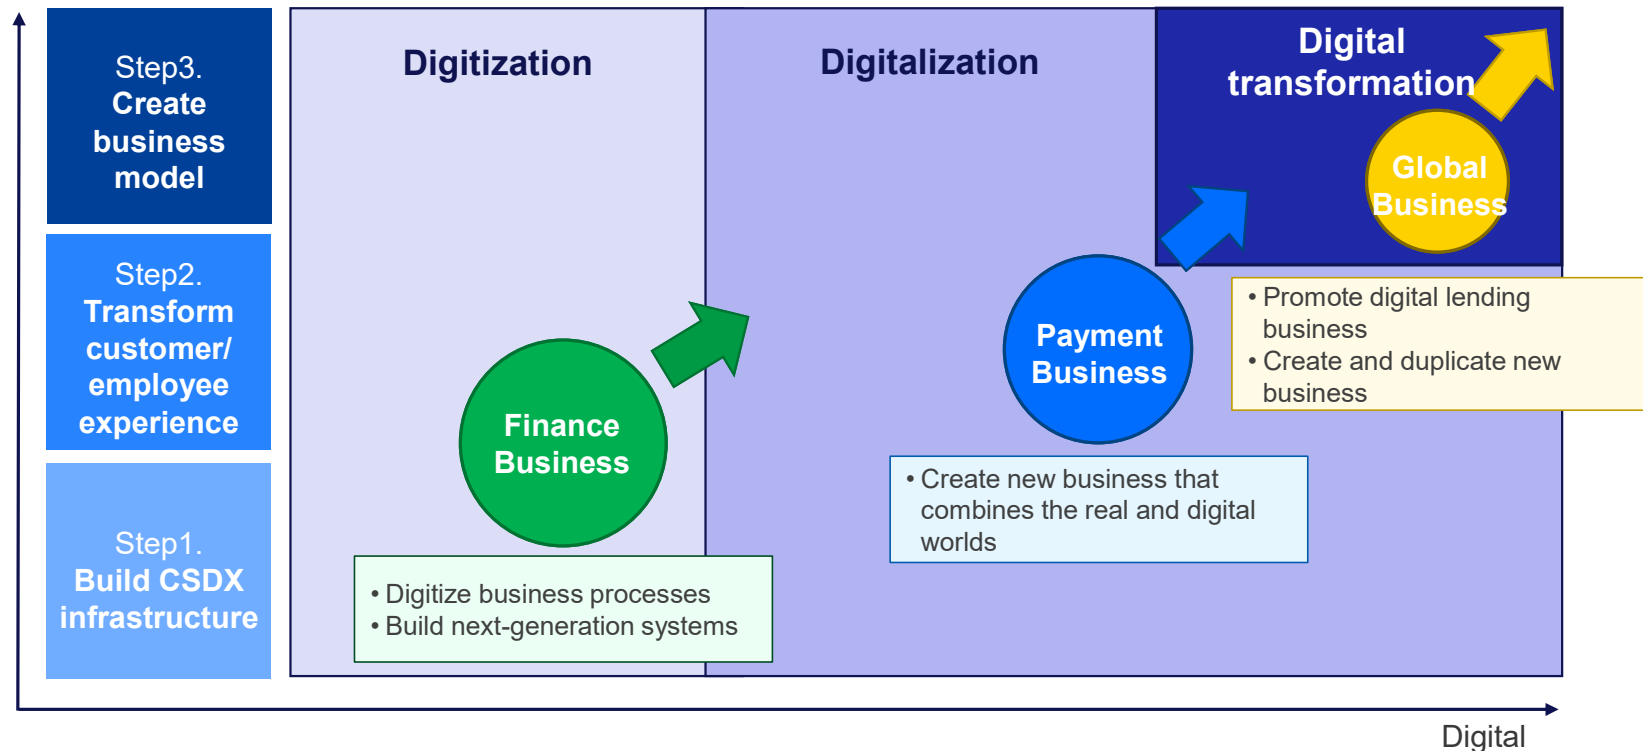 Step3.
Create
business
model
Step2.
Transform
customer/
employee
experience
Step1.
Build CSDX
infrastructure
Digitization
Digitalization
Digital
transformation
Finance
Business
• Digitize business processes
• Build next-generation systems
Payment
Business
• Create new business that
combines the real and digital
worlds
Global
Business
• Promote digital lending
business
• Create and duplicate new
business
Digital